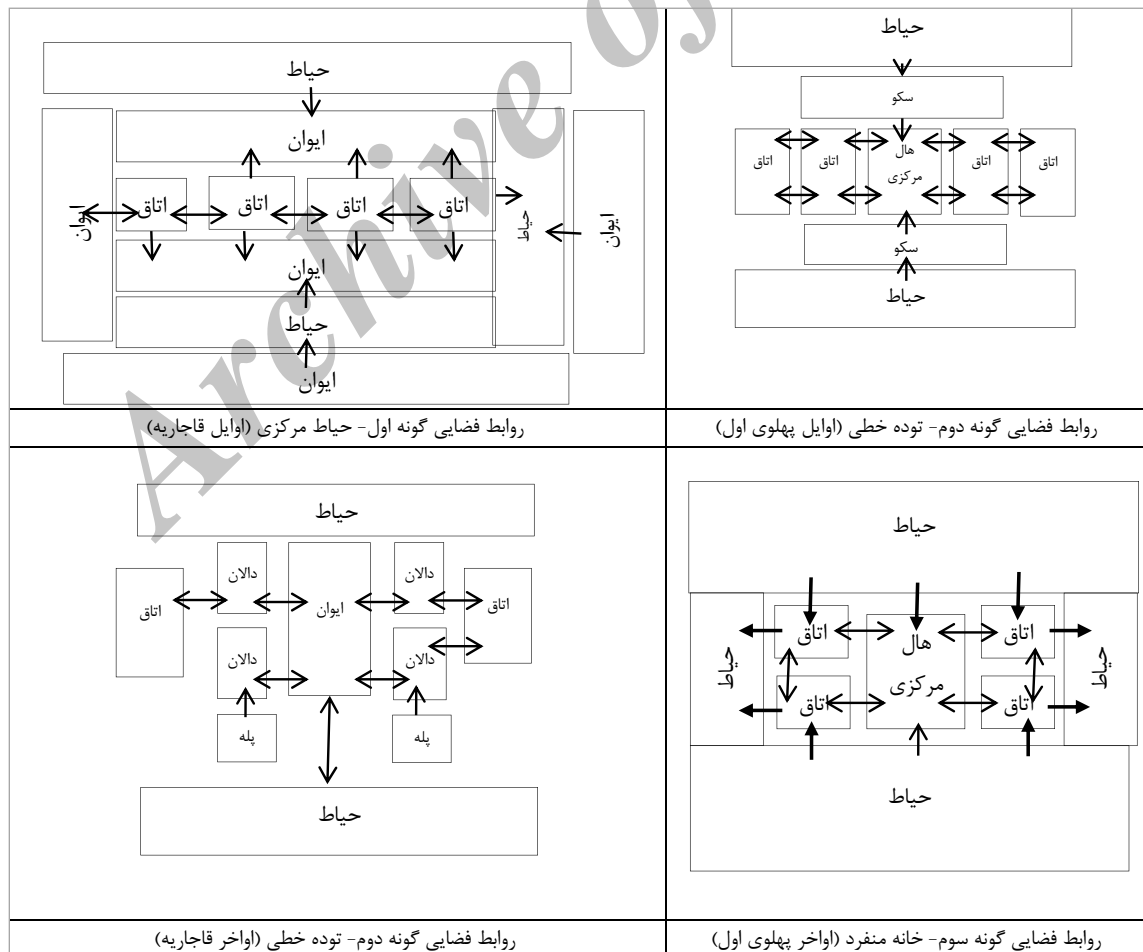 حیاط
ایوان
اتاق اتاق اتاق اتاق
ایوان
حیاط
ایوان
ایوان
حیاط
ایوان
روابط فضایی گونه اول- حیاط مرکزی (اوایل قاجاریه)
حیاط
سکو
اتاق اتاق هال اتاق اتاق
مرکزی
سکو
حیاط
روابط فضایی گونه دوم- توده خطی (اوایل پهلوی اول)
حیاط
دالان دالان
اتاق ایوان اتاق
دالان دالان
پله پله
حیاط
روابط فضایی گونه دوم- توده خطی (اواخر قاجاریه)
حیاط
اتاق هال اتاق
حیاط حیاط
اتاق مرکزی اتاق
حیاط
روابط فضایی گونه سوم- خانه منفرد (اواخر پهلوی اول)
Archive of